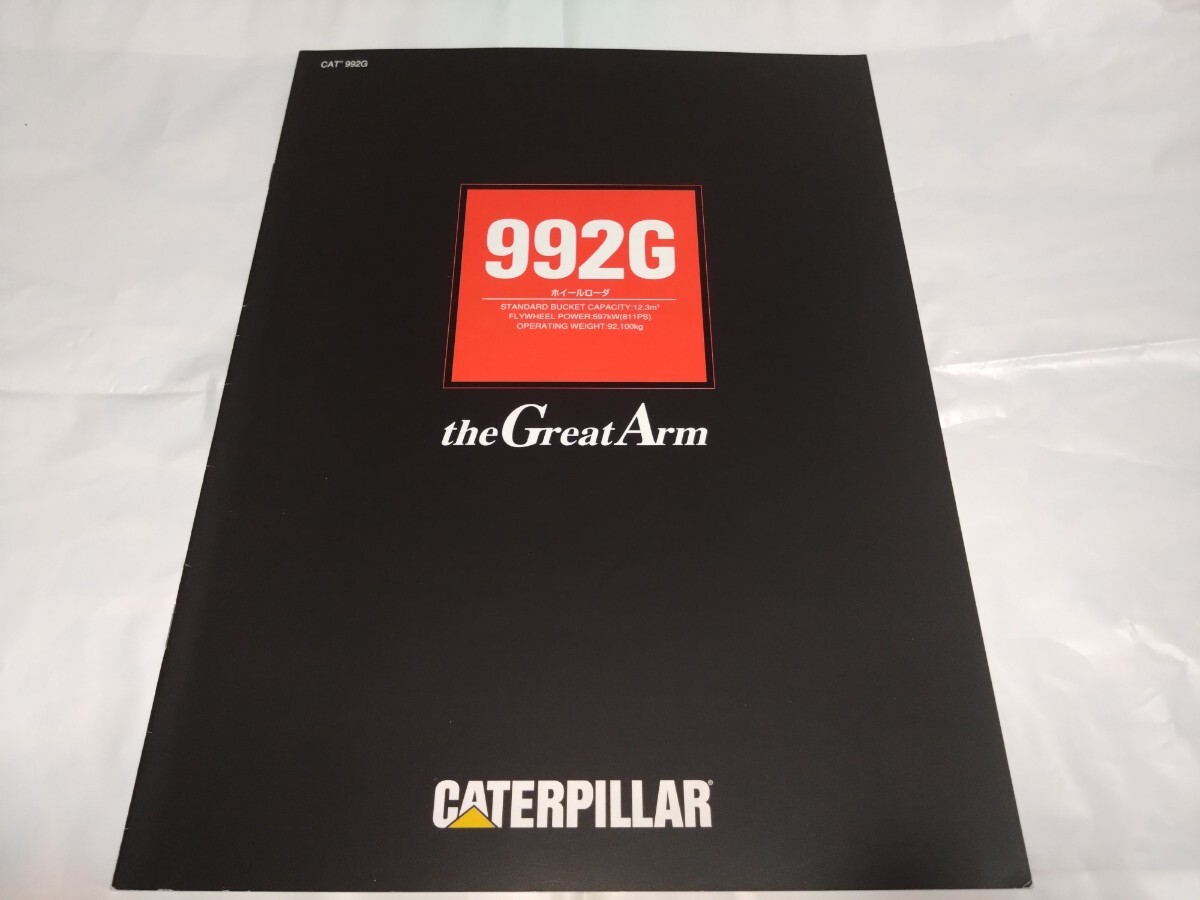 CAT™ 992G
992G
ホイールローダ
STANDARD BUCKET CAPACITY:12.3m³
FLYWHEEL POWER:597kW(811PS)
OPERATING WEIGHT:92,100kg
the Great Arm
CATERPILLAR®